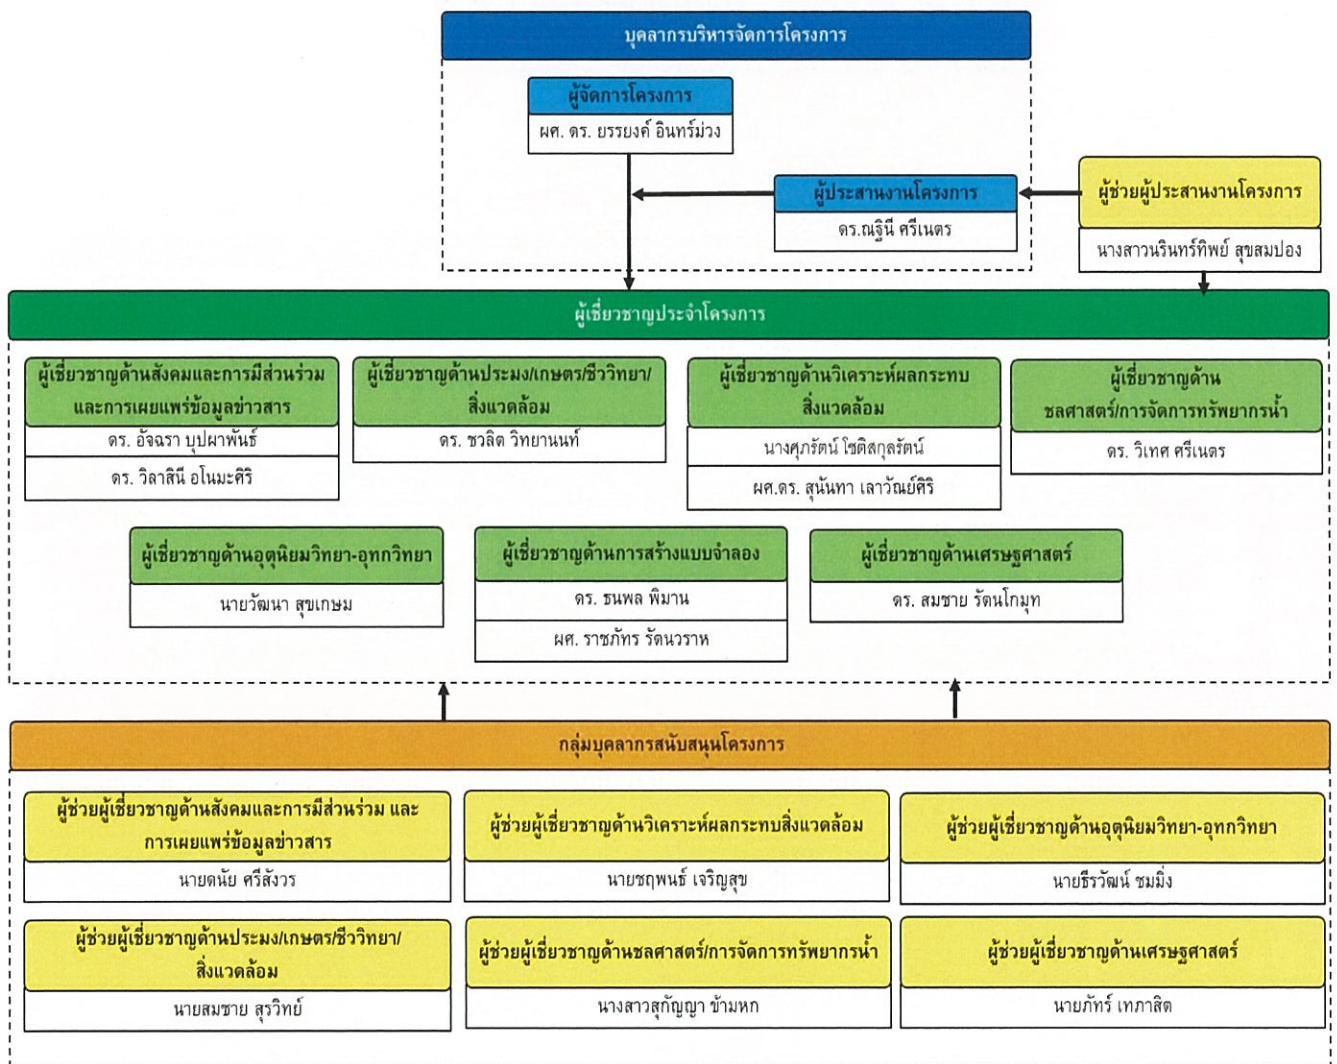 บุคลากรบริหารจัดการโครงการ
ผู้จัดการโครงการ
ผศ. ดร. ยรรยงค์ อินทร์ม่วง
ผู้ประสานงานโครงการ
ดร.ณฐินี ศรีเนตร
ผู้ช่วยผู้ประสานงานโครงการ
นางสาวนรินทร์ทิพย์ สุขสมปอง
ผู้เชี่ยวชาญประจำโครงการ
ผู้เชี่ยวชาญด้านสังคมและการมีส่วนร่วม
และการเผยแพร่ข้อมูลข่าวสาร
ดร. อัจฉรา บุปผาพันธ์
ดร. วิลาสินี อโนมะศิริ
ผู้เชี่ยวชาญด้านประมง/เกษตร/ชีววิทยา/
สิ่งแวดล้อม
ดร. ชวลิต วิทยานนท์
ผู้เชี่ยวชาญด้านวิเคราะห์ผลกระทบ
สิ่งแวดล้อม
นางศุภรัตน์ โชติสกุลรัตน์
ผศ.ดร. สุนันทา เลาวัณย์ศิริ
ผู้เชี่ยวชาญด้าน
ชลศาสตร์/การจัดการทรัพยากรน้ำ
ดร. วิเทศ ศรีเนตร
ผู้เชี่ยวชาญด้านอุตุนิยมวิทยา-อุทกวิทยา
นายวัฒนา สุขเกษม
ผู้เชี่ยวชาญด้านการสร้างแบบจำลอง
ดร. ธนพล พิมาน
ผศ. ราชภัทร รัตนวราห
ผู้เชี่ยวชาญด้านเศรษฐศาสตร์
ดร. สมชาย รัตนโกมุท
กลุ่มบุคลากรสนับสนุนโครงการ
ผู้ช่วยผู้เชี่ยวชาญด้านสังคมและการมีส่วนร่วม และ
การเผยแพร่ข้อมูลข่าวสาร
นายดนัย ศรีสังวร
ผู้ช่วยผู้เชี่ยวชาญด้านวิเคราะห์ผลกระทบสิ่งแวดล้อม
นายชฤพนธ์ เจริญสุข
ผู้ช่วยผู้เชี่ยวชาญด้านอุตุนิยมวิทยา-อุทกวิทยา
นายธีรวัฒน์ ชมมิ่ง
ผู้ช่วยผู้เชี่ยวชาญด้านประมง/เกษตร/ชีววิทยา/
สิ่งแวดล้อม
นายสมชาย สุรวิทย์
ผู้ช่วยผู้เชี่ยวชาญด้านชลศาสตร์/การจัดการทรัพยากรน้ำ
นางสาวสุกัญญา ข้ามหก
ผู้ช่วยผู้เชี่ยวชาญด้านเศรษฐศาสตร์
นายภัทร์ เทภาสิต